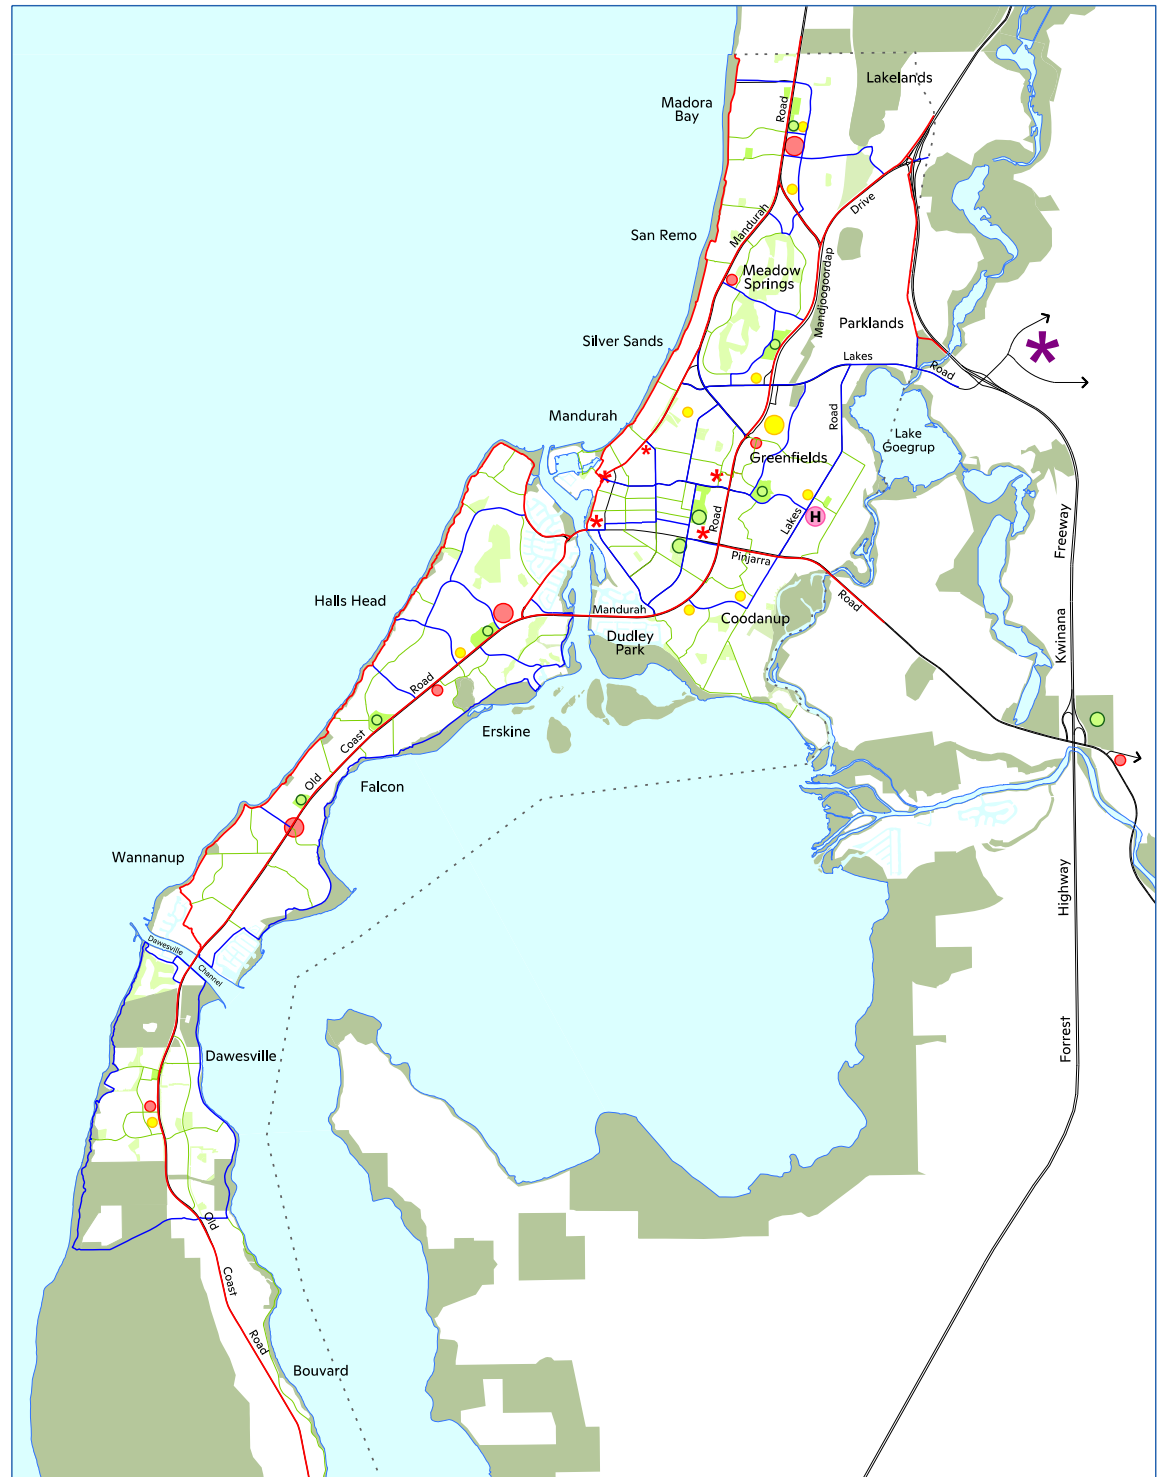 Lakelands
Madora
Bay
Road
Drive
Mandurah
San Remo
Meadow
Springs
Mandjoogoordap
Parklands
Silver Sands
Lakes
Road
*
Mandurah
Road
Lake
Goegrup
*
Greenfields
*
*
H
*
Road
Lakes
*
Freeway
Pinjarra
Road
Halls Head
Mandurah
Coodanup
Kwinana
Dudley
Park
Road
Erskine
Coast
Old
Falcon
Wannanup
Highway
Dawesville
Channel
Forrest
Dawesville
Old
Coast
Road
Bouvard